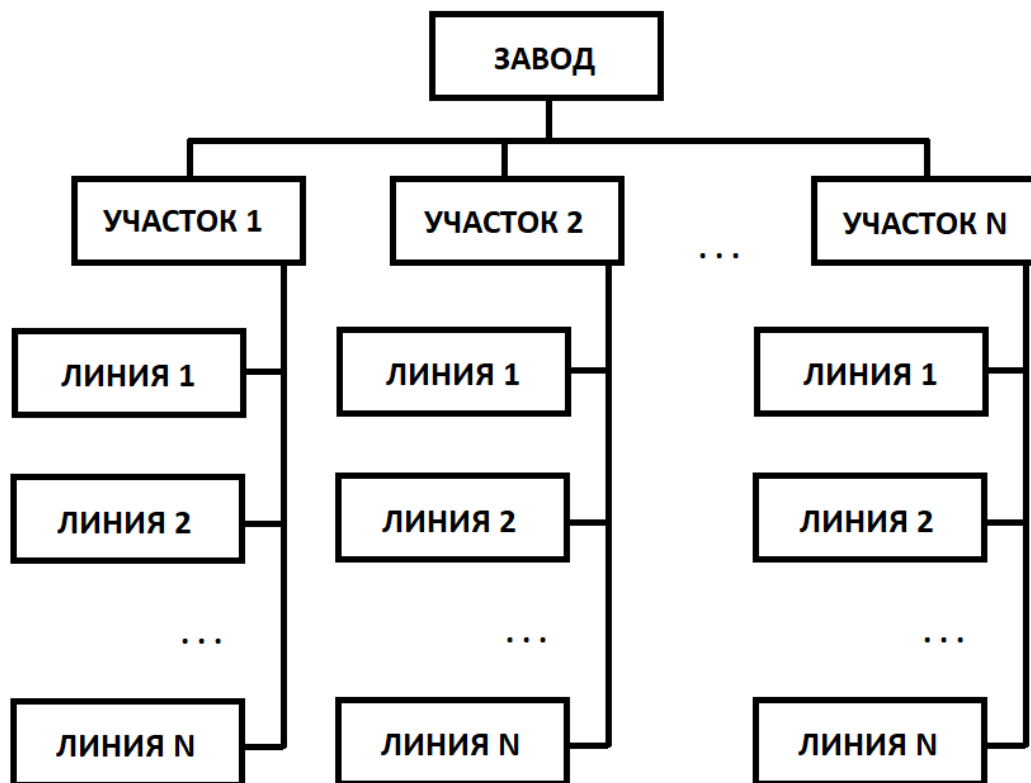 ЗАВОД
УЧАСТОК 1
УЧАСТОК 2
. . .
УЧАСТОК N
ЛИНИЯ 1
ЛИНИЯ 1
ЛИНИЯ 1
ЛИНИЯ 2
ЛИНИЯ 2
ЛИНИЯ 2
. . .
. . .
. . .
ЛИНИЯ N
ЛИНИЯ N
ЛИНИЯ N